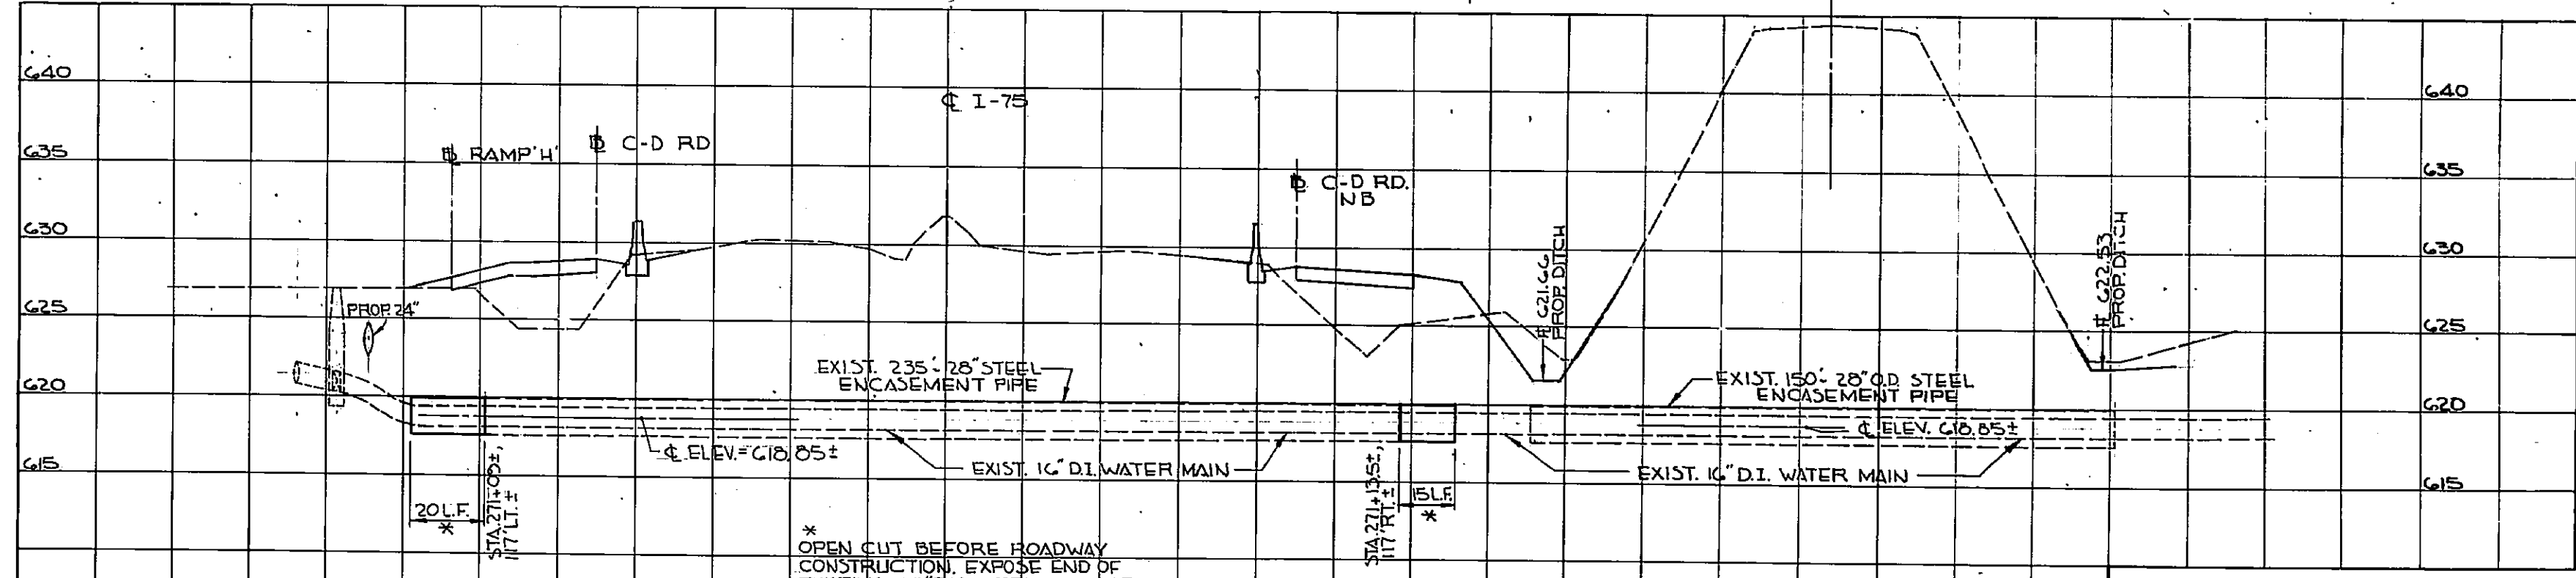 640
640
℄ I-75
635
635
℔ RAMP 'H'
℄ C-D RD
℄ C-D RD.
NB
630
630
625
625
PROP. 24"
℄ 621.66
PROP. DITCH
℄ 622.53
PROP. DITCH
620
620
EXIST. 235'- 28" STEEL
ENCASEMENT PIPE
EXIST. 150'- 28" O.D. STEEL
ENCASEMENT PIPE
℄ ELEV.= 618.85±
℄ ELEV. 618.85±
EXIST. 16" D.I. WATER MAIN
EXIST. 16" D.I. WATER MAIN
615
615
20 L.F.
*
STA. 271+09±,
117' LT.±
STA. 271+13.5±,
117' RT.±
15 L.F.
*
*
OPEN CUT BEFORE ROADWAY
CONSTRUCTION. EXPOSE END OF